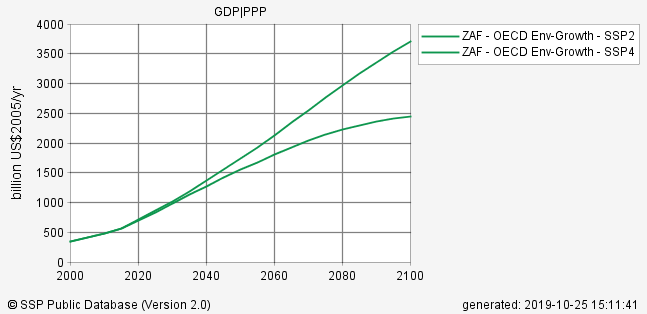 GDP|PPP
4000
3500
3000
2500
2000
1500
1000
500
0
billion US$2005/yr
2000 2020 2040 2060 2080 2100
ZAF - OECD Env-Growth - SSP2
ZAF - OECD Env-Growth - SSP4
© SSP Public Database (Version 2.0) generated: 2019-10-25 15:11:41